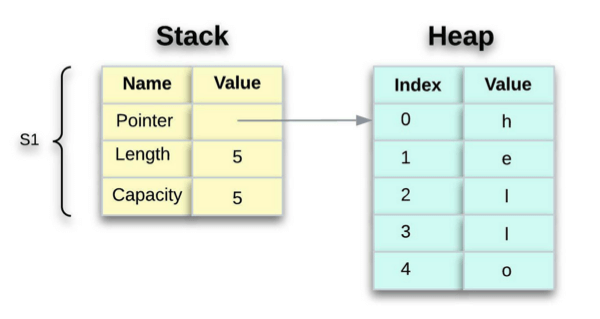 Stack
Heap
S1
Name Value
Pointer
Length 5
Capacity 5
Index Value
0 h
1 e
2 l
3 l
4 o